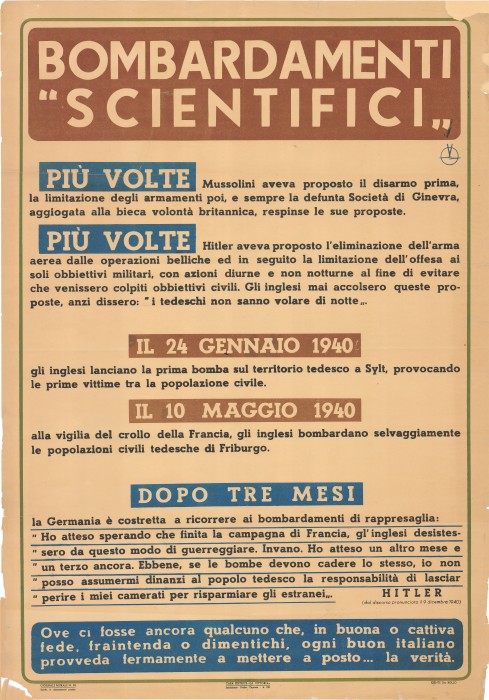 BOMBARDAMENTI
"SCIENTIFICI„
PIÙ VOLTE Mussolini aveva proposto il disarmo prima,
la limitazione degli armamenti poi, e sempre la defunta Società di Ginevra,
aggiogata alla bieca volontà britannica, respinse le sue proposte.
PIÙ VOLTE Hitler aveva proposto l'eliminazione dell'arma
aerea dalle operazioni belliche ed in seguito la limitazione dell'offesa ai
soli obbiettivi militari, con azioni diurne e non notturne al fine di evitare
che venissero colpiti obbiettivi civili. Gli inglesi mai accolsero queste pro-
poste, anzi dissero: "i tedeschi non sanno volare di notte„.
IL 24 GENNAIO 1940
gli inglesi lanciano la prima bomba sul territorio tedesco a Sylt, provocando
le prime vittime tra la popolazione civile.
IL 10 MAGGIO 1940
alla vigilia del crollo della Francia, gli inglesi bombardano selvaggiamente
le popolazioni civili tedesche di Friburgo.
DOPO TRE MESI
la Germania è costretta a ricorrere ai bombardamenti di rappresaglia:
"Ho atteso sperando che finita la campagna di Francia, gl'inglesi desistes-
"sero da questo modo di guerreggiare. Invano. Ho atteso un altro mese e
"un terzo ancora. Ebbene, se le bombe devono cadere lo stesso, io non
"posso assumermi dinanzi al popolo tedesco la responsabilità di lasciar
"perire i miei camerati per risparmiare gli estranei„. HITLER
(dal discorso pronunciato il 9 dicembre 1940)
Ove ci fosse ancora qualcuno che, in buona o cattiva
fede, fraintenda o dimentichi, ogni buon italiano
provveda fermamente a mettere a posto... la verità.